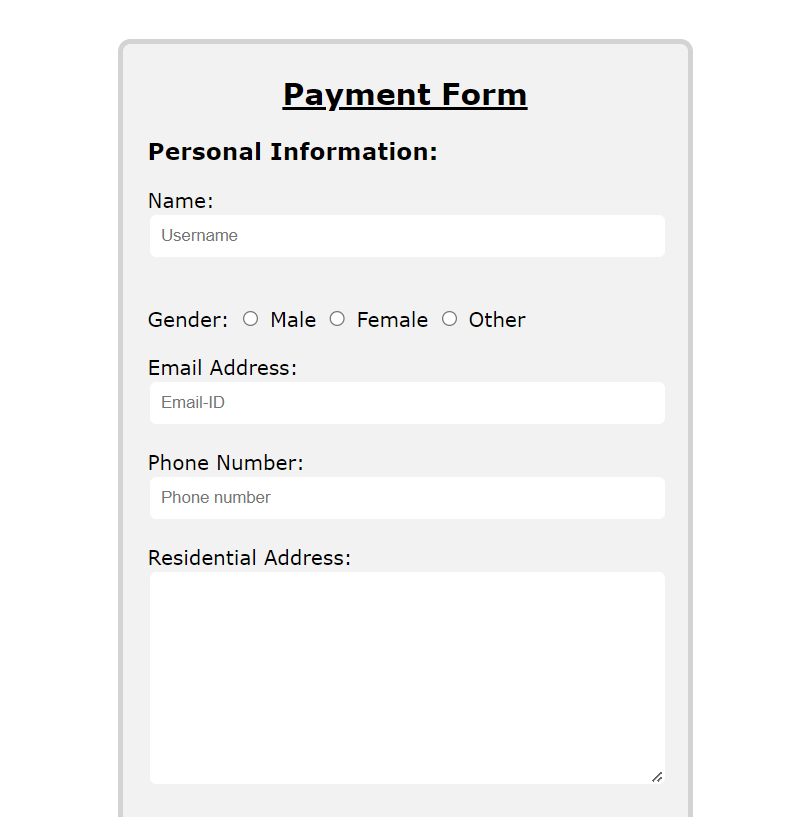 Payment Form
Personal Information:
Name:
Username
Gender: Male Female Other
Email Address:
Email-ID
Phone Number:
Phone number
Residential Address: